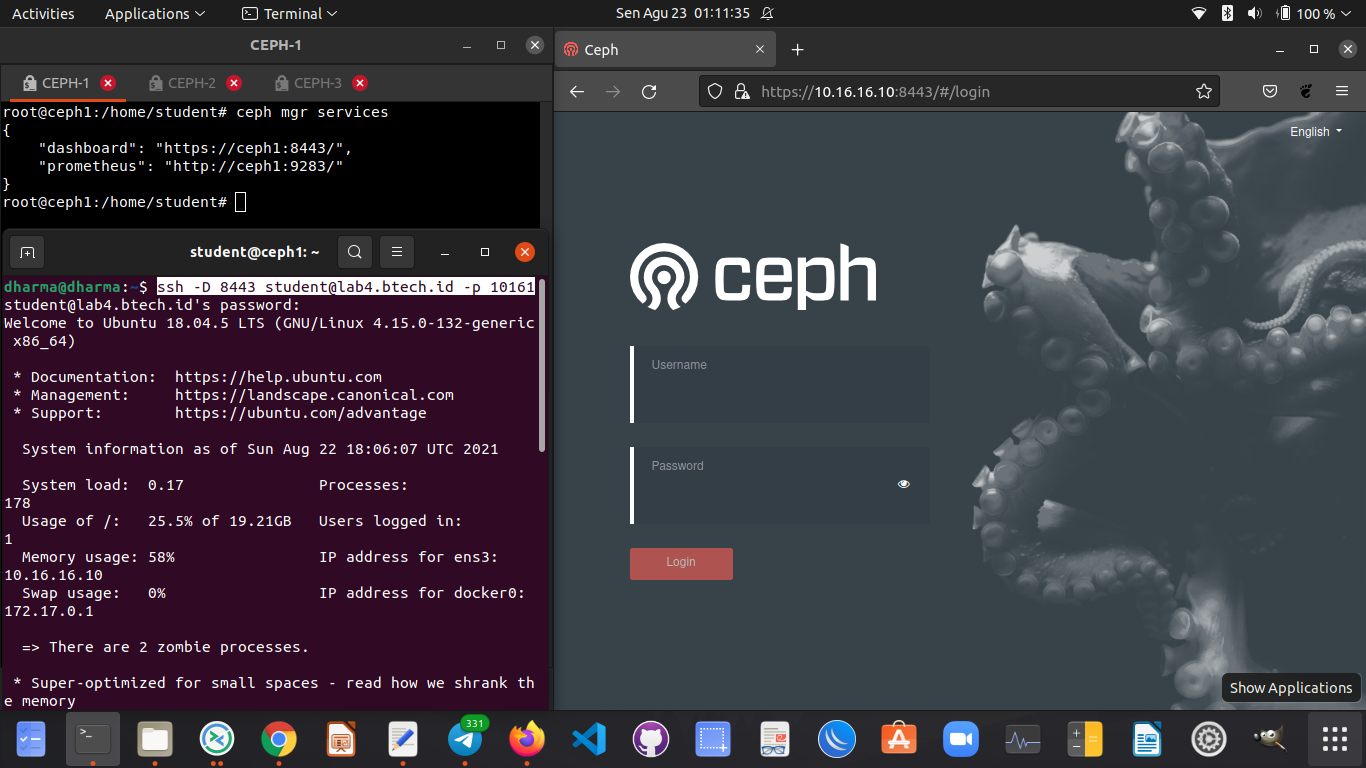 Activities Applications Terminal Sen Agu 23 01:11:35 100 %
CEPH-1
CEPH-1 CEPH-2 CEPH-3
root@ceph1:/home/student# ceph mgr services
{
    "dashboard": "https://ceph1:8443/",
    "prometheus": "http://ceph1:9283/"
}
root@ceph1:/home/student#
student@ceph1: ~
dharma@dharma:~$ ssh -D 8443 student@lab4.btech.id -p 10161
student@lab4.btech.id's password:
Welcome to Ubuntu 18.04.5 LTS (GNU/Linux 4.15.0-132-generic
 x86_64)
 * Documentation:  https://help.ubuntu.com
 * Management:     https://landscape.canonical.com
 * Support:        https://ubuntu.com/advantage
  System information as of Sun Aug 22 18:06:07 UTC 2021
  System load:  0.17               Processes:
178
  Usage of /:   25.5% of 19.21GB   Users logged in:
1
  Memory usage: 58%                IP address for ens3:
10.16.16.10
  Swap usage:   0%                 IP address for docker0:
172.17.0.1
  => There are 2 zombie processes.
 * Super-optimized for small spaces - read how we shrank th
e memory
Ceph
https://10.16.16.10:8443/#/login
English
ceph
Username
Password
Login
Show Applications
331